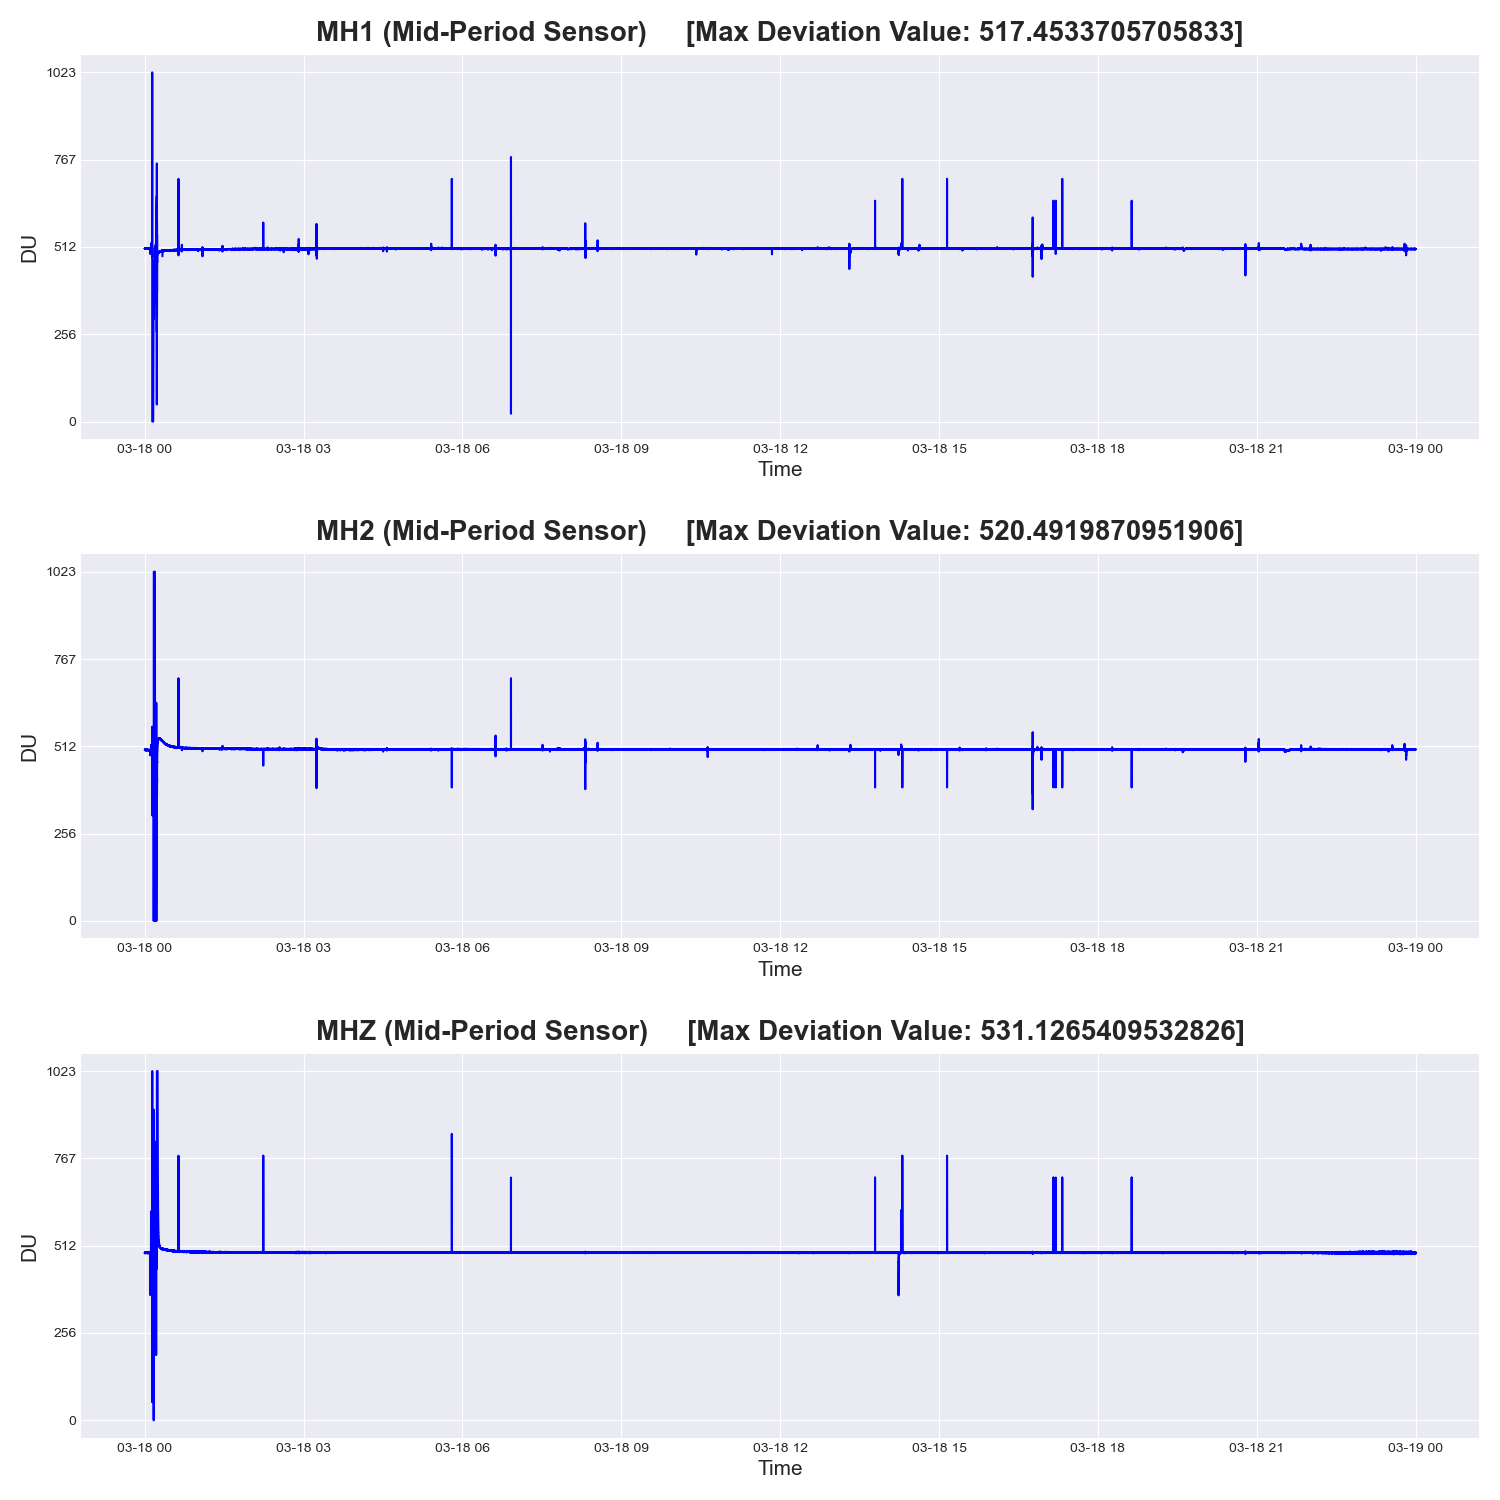 MH1 (Mid-Period Sensor) [Max Deviation Value: 517.4533705705833]
1023
767
512
256
0
DU
03-18 00 03-18 03 03-18 06 03-18 09 03-18 12 03-18 15 03-18 18 03-18 21 03-19 00
Time
MH2 (Mid-Period Sensor) [Max Deviation Value: 520.4919870951906]
1023
767
512
256
0
DU
03-18 00 03-18 03 03-18 06 03-18 09 03-18 12 03-18 15 03-18 18 03-18 21 03-19 00
Time
MHZ (Mid-Period Sensor) [Max Deviation Value: 531.1265409532826]
1023
767
512
256
0
DU
03-18 00 03-18 03 03-18 06 03-18 09 03-18 12 03-18 15 03-18 18 03-18 21 03-19 00
Time